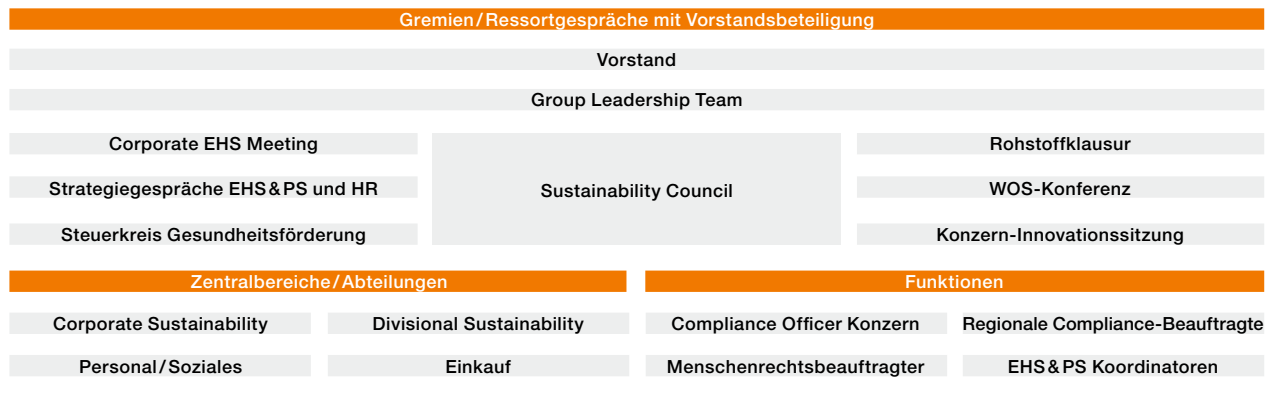 Gremien/Ressortgespräche mit Vorstandsbeteiligung
Vorstand
Group Leadership Team
Corporate EHS Meeting
Strategiegespräche EHS&PS und HR
Steuerkreis Gesundheitsförderung
Sustainability Council
Rohstoffklausur
WOS-Konferenz
Konzern-Innovationssitzung
Zentralbereiche/Abteilungen
Corporate Sustainability
Divisional Sustainability
Personal/Soziales
Einkauf
Funktionen
Compliance Officer Konzern
Regionale Compliance-Beauftragte
Menschenrechtsbeauftragter
EHS&PS Koordinatoren